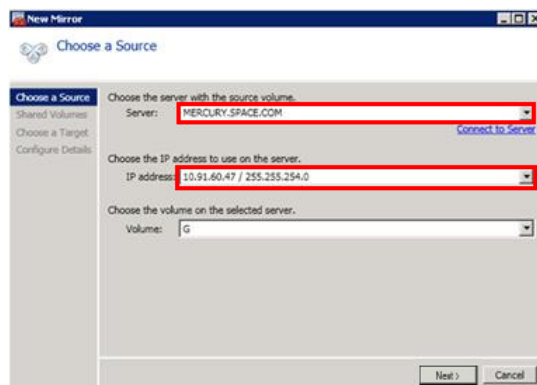 New Mirror
Choose a Source
Choose a Source
Shared Volumes
Choose a Target
Configure Details
Choose the server with the source volume.
Server: MERCURY.SPACE.COM
Connect to Server
Choose the IP address to use on the server.
IP address: 10.91.60.47 / 255.255.254.0
Choose the volume on the selected server.
Volume: G
Next > Cancel